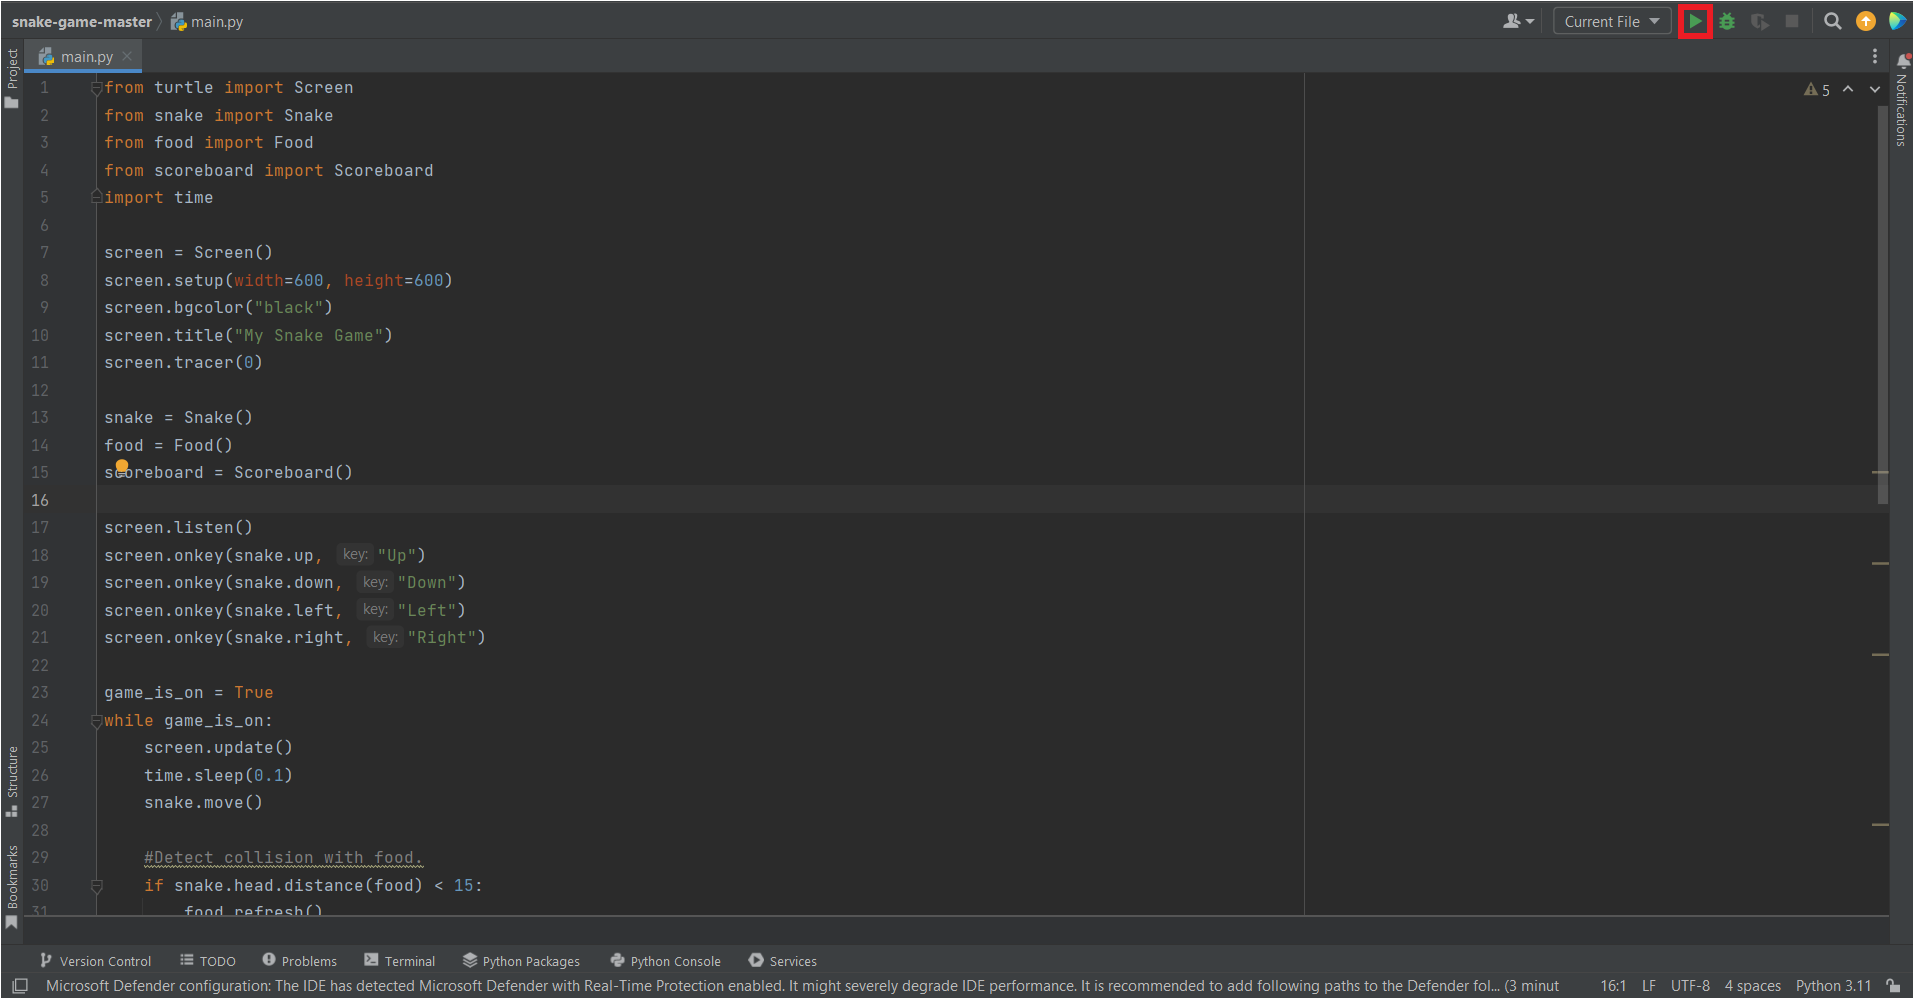 snake-game-master main.py
Current File
main.py
Project
1 from turtle import Screen
2 from snake import Snake
3 from food import Food
4 from scoreboard import Scoreboard
5 import time
6
7 screen = Screen()
8 screen.setup(width=600, height=600)
9 screen.bgcolor("black")
10 screen.title("My Snake Game")
11 screen.tracer(0)
12
13 snake = Snake()
14 food = Food()
15 scoreboard = Scoreboard()
16
17 screen.listen()
18 screen.onkey(snake.up, key: "Up")
19 screen.onkey(snake.down, key: "Down")
20 screen.onkey(snake.left, key: "Left")
21 screen.onkey(snake.right, key: "Right")
22
23 game_is_on = True
24 while game_is_on:
25 screen.update()
26 time.sleep(0.1)
27 snake.move()
28
29 #Detect collision with food.
30 if snake.head.distance(food) < 15:
31 food.refresh()
5
Notifications
Structure
Bookmarks
Version Control TODO Problems Terminal Python Packages Python Console Services
Microsoft Defender configuration: The IDE has detected Microsoft Defender with Real-Time Protection enabled. It might severely degrade IDE performance. It is recommended to add following paths to the Defender fol... (3 minut 16:1 LF UTF-8 4 spaces Python 3.11